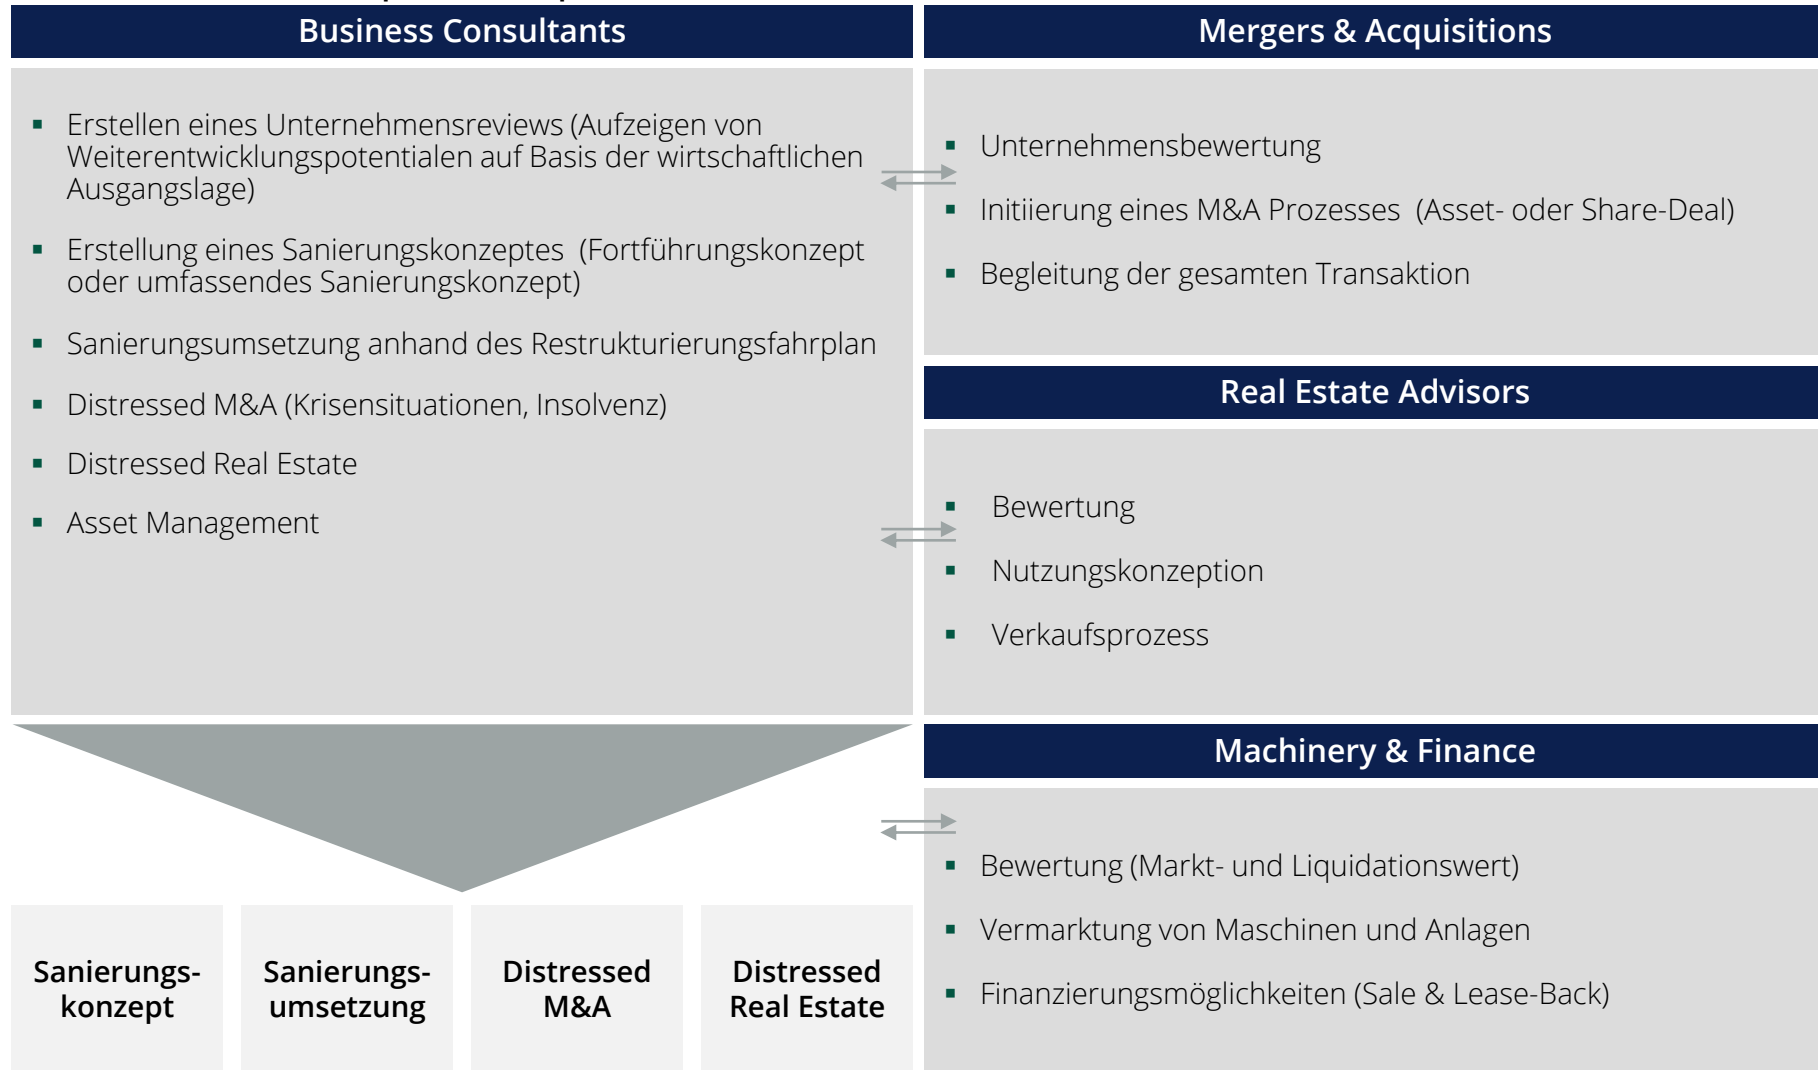 Business Consultants
Erstellen eines Unternehmensreviews (Aufzeigen von
Weiterentwicklungspotentialen auf Basis der wirtschaftlichen
Ausgangslage)
Erstellung eines Sanierungskonzeptes (Fortführungskonzept
oder umfassendes Sanierungskonzept)
Sanierungsumsetzung anhand des Restrukturierungsfahrplan
Distressed M&A (Krisensituationen, Insolvenz)
Distressed Real Estate
Asset Management
Mergers & Acquisitions
Unternehmensbewertung
Initiierung eines M&A Prozesses (Asset- oder Share-Deal)
Begleitung der gesamten Transaktion
Real Estate Advisors
Bewertung
Nutzungskonzeption
Verkaufsprozess
Machinery & Finance
Bewertung (Markt- und Liquidationswert)
Vermarktung von Maschinen und Anlagen
Finanzierungsmöglichkeiten (Sale & Lease-Back)
Sanierungs-
konzept
Sanierungs-
umsetzung
Distressed
M&A
Distressed
Real Estate